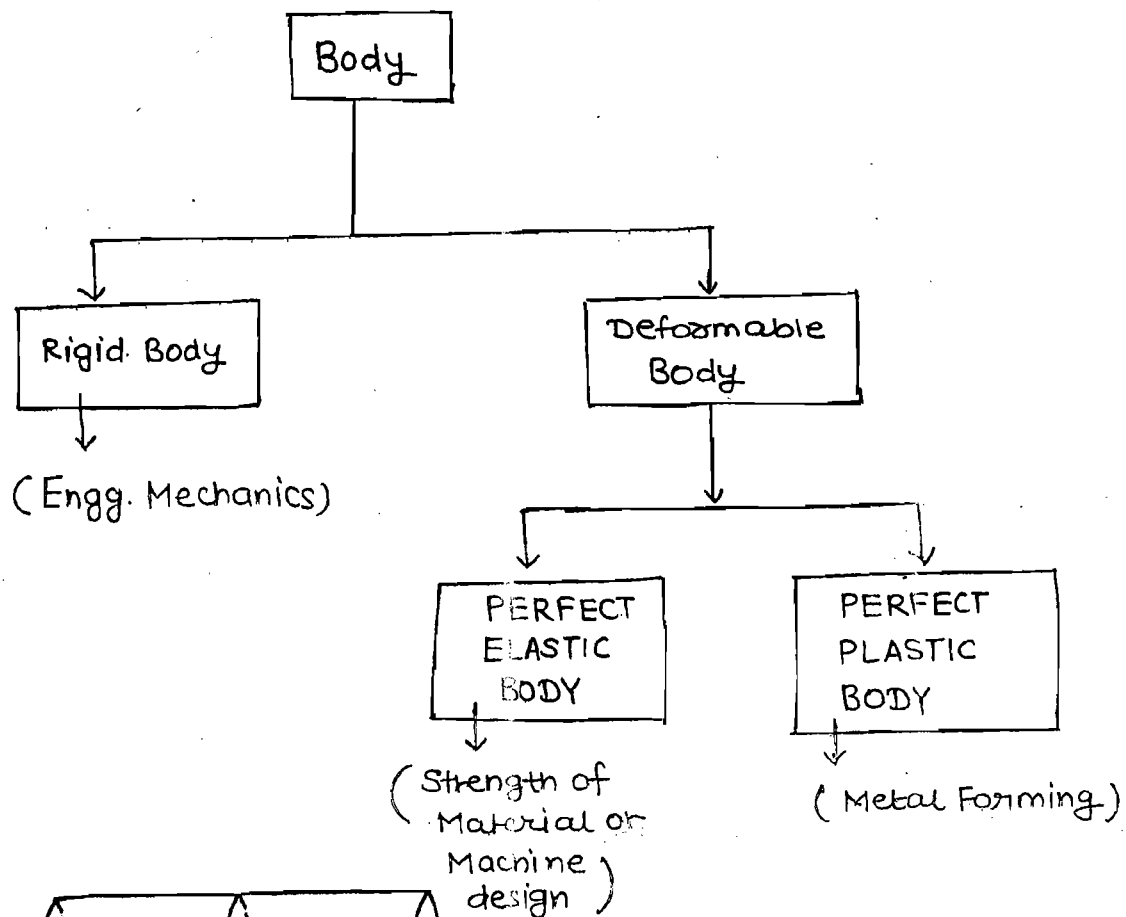 Body
Rigid Body
Deformable
Body
(Engg. Mechanics)
PERFECT
ELASTIC
BODY
PERFECT
PLASTIC
BODY
(Strength of
Material or
Machine
design)
(Metal Forming)